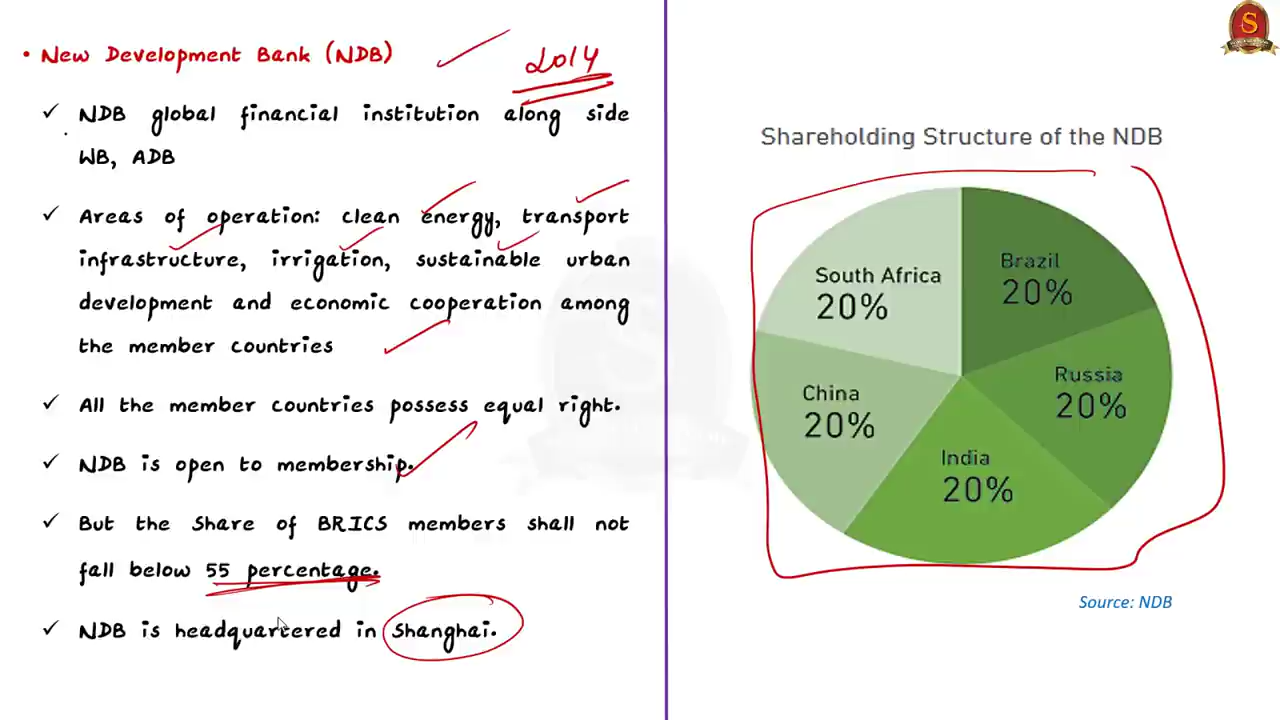 • New Development Bank (NDB)
2014
✓ NDB global financial institution along side
WB, ADB
✓ Areas of operation: clean energy, transport
infrastructure, irrigation, sustainable urban
development and economic cooperation among
the member countries
✓ All the member countries possess equal right.
✓ NDB is open to membership.
✓ But the Share of BRICS members shall not
fall below 55 percentage.
✓ NDB is headquartered in Shanghai.
S
Shareholding Structure of the NDB
South Africa
20%
Brazil
20%
Russia
20%
China
20%
India
20%
Source: NDB